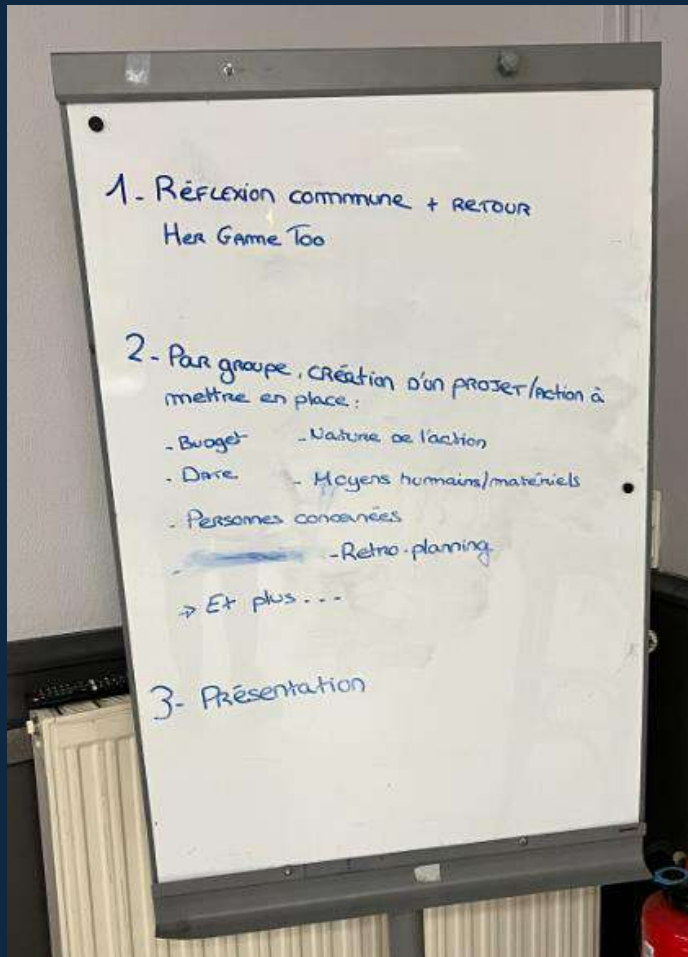 1- Réflexion commmune + RETOUR
Her Game Too
2- Par groupe, création d'un projet/action à
mettre en place:
- Budget - Nature de l'action
- Date - Moyens humains/matériels
- Personnes concernées
- - Retro-planning
-> Et plus...
3- Présentation